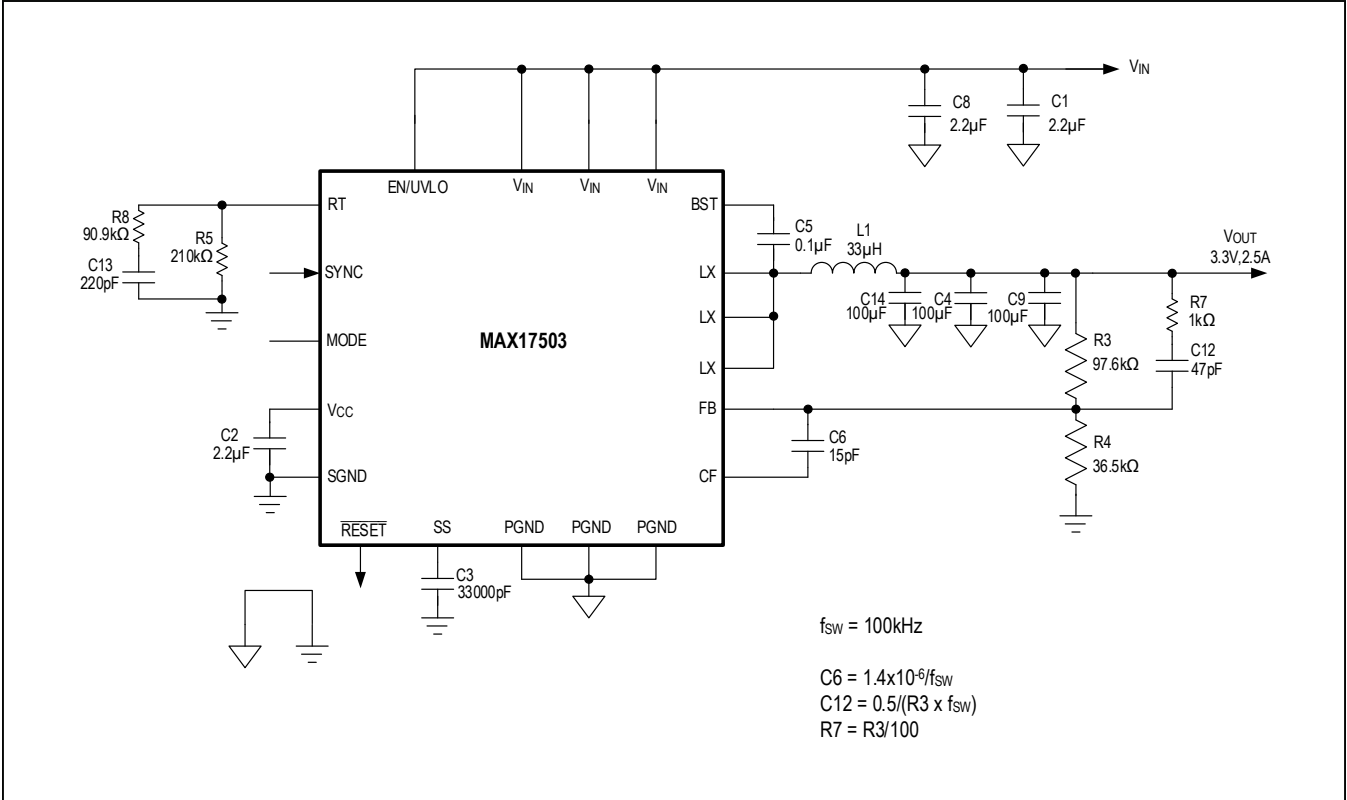 VIN
C8
2.2µF
C1
2.2µF
EN/UVLO
VIN
VIN
VIN
RT
BST
R8
90.9kΩ
R5
210kΩ
C13
220pF
C5
0.1µF
L1
33µH
VOUT
3.3V,2.5A
SYNC
LX
C14
100µF
C4
100µF
C9
100µF
R7
1kΩ
LX
MODE
MAX17503
R3
97.6kΩ
C12
47pF
LX
VCC
FB
C2
2.2µF
C6
15pF
R4
36.5kΩ
SGND
CF
RESET
SS
PGND
PGND
PGND
C3
33000pF
fSW = 100kHz
C6 = 1.4x10-6/fSW
C12 = 0.5/(R3 x fSW)
R7 = R3/100